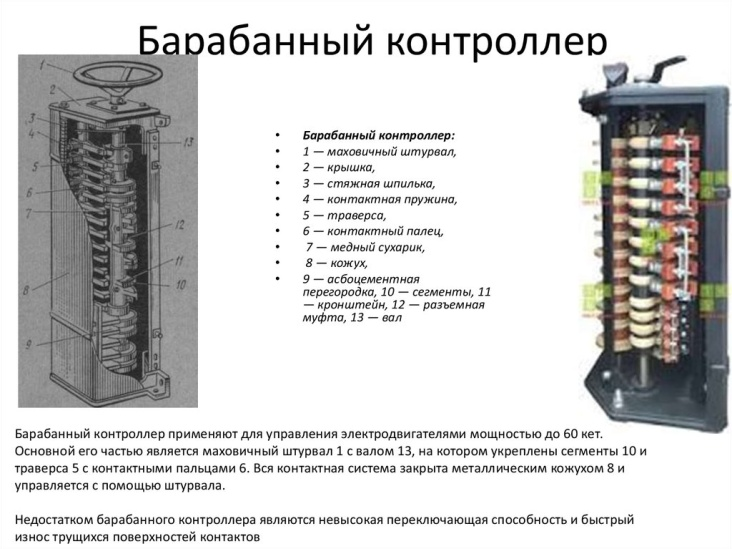 Барабанный контроллер
1
2
3
4
5
6
7
8
9
13
12
11
10
• Барабанный контроллер:
• 1 — маховичный штурвал,
• 2 — крышка,
• 3 — стяжная шпилька,
• 4 — контактная пружина,
• 5 — траверса,
• 6 — контактный палец,
• 7 — медный сухарик,
• 8 — кожух,
• 9 — асбоцементная
перегородка, 10 — сегменты, 11
— кронштейн, 12 — разъемная
муфта, 13 — вал
Барабанный контроллер применяют для управления электродвигателями мощностью до 60 кет.
Основной его частью является маховичный штурвал 1 с валом 13, на котором укреплены сегменты 10 и
траверса 5 с контактными пальцами 6. Вся контактная система закрыта металлическим кожухом 8 и
управляется с помощью штурвала.
Недостатком барабанного контроллера являются невысокая переключающая способность и быстрый
износ трущихся поверхностей контактов